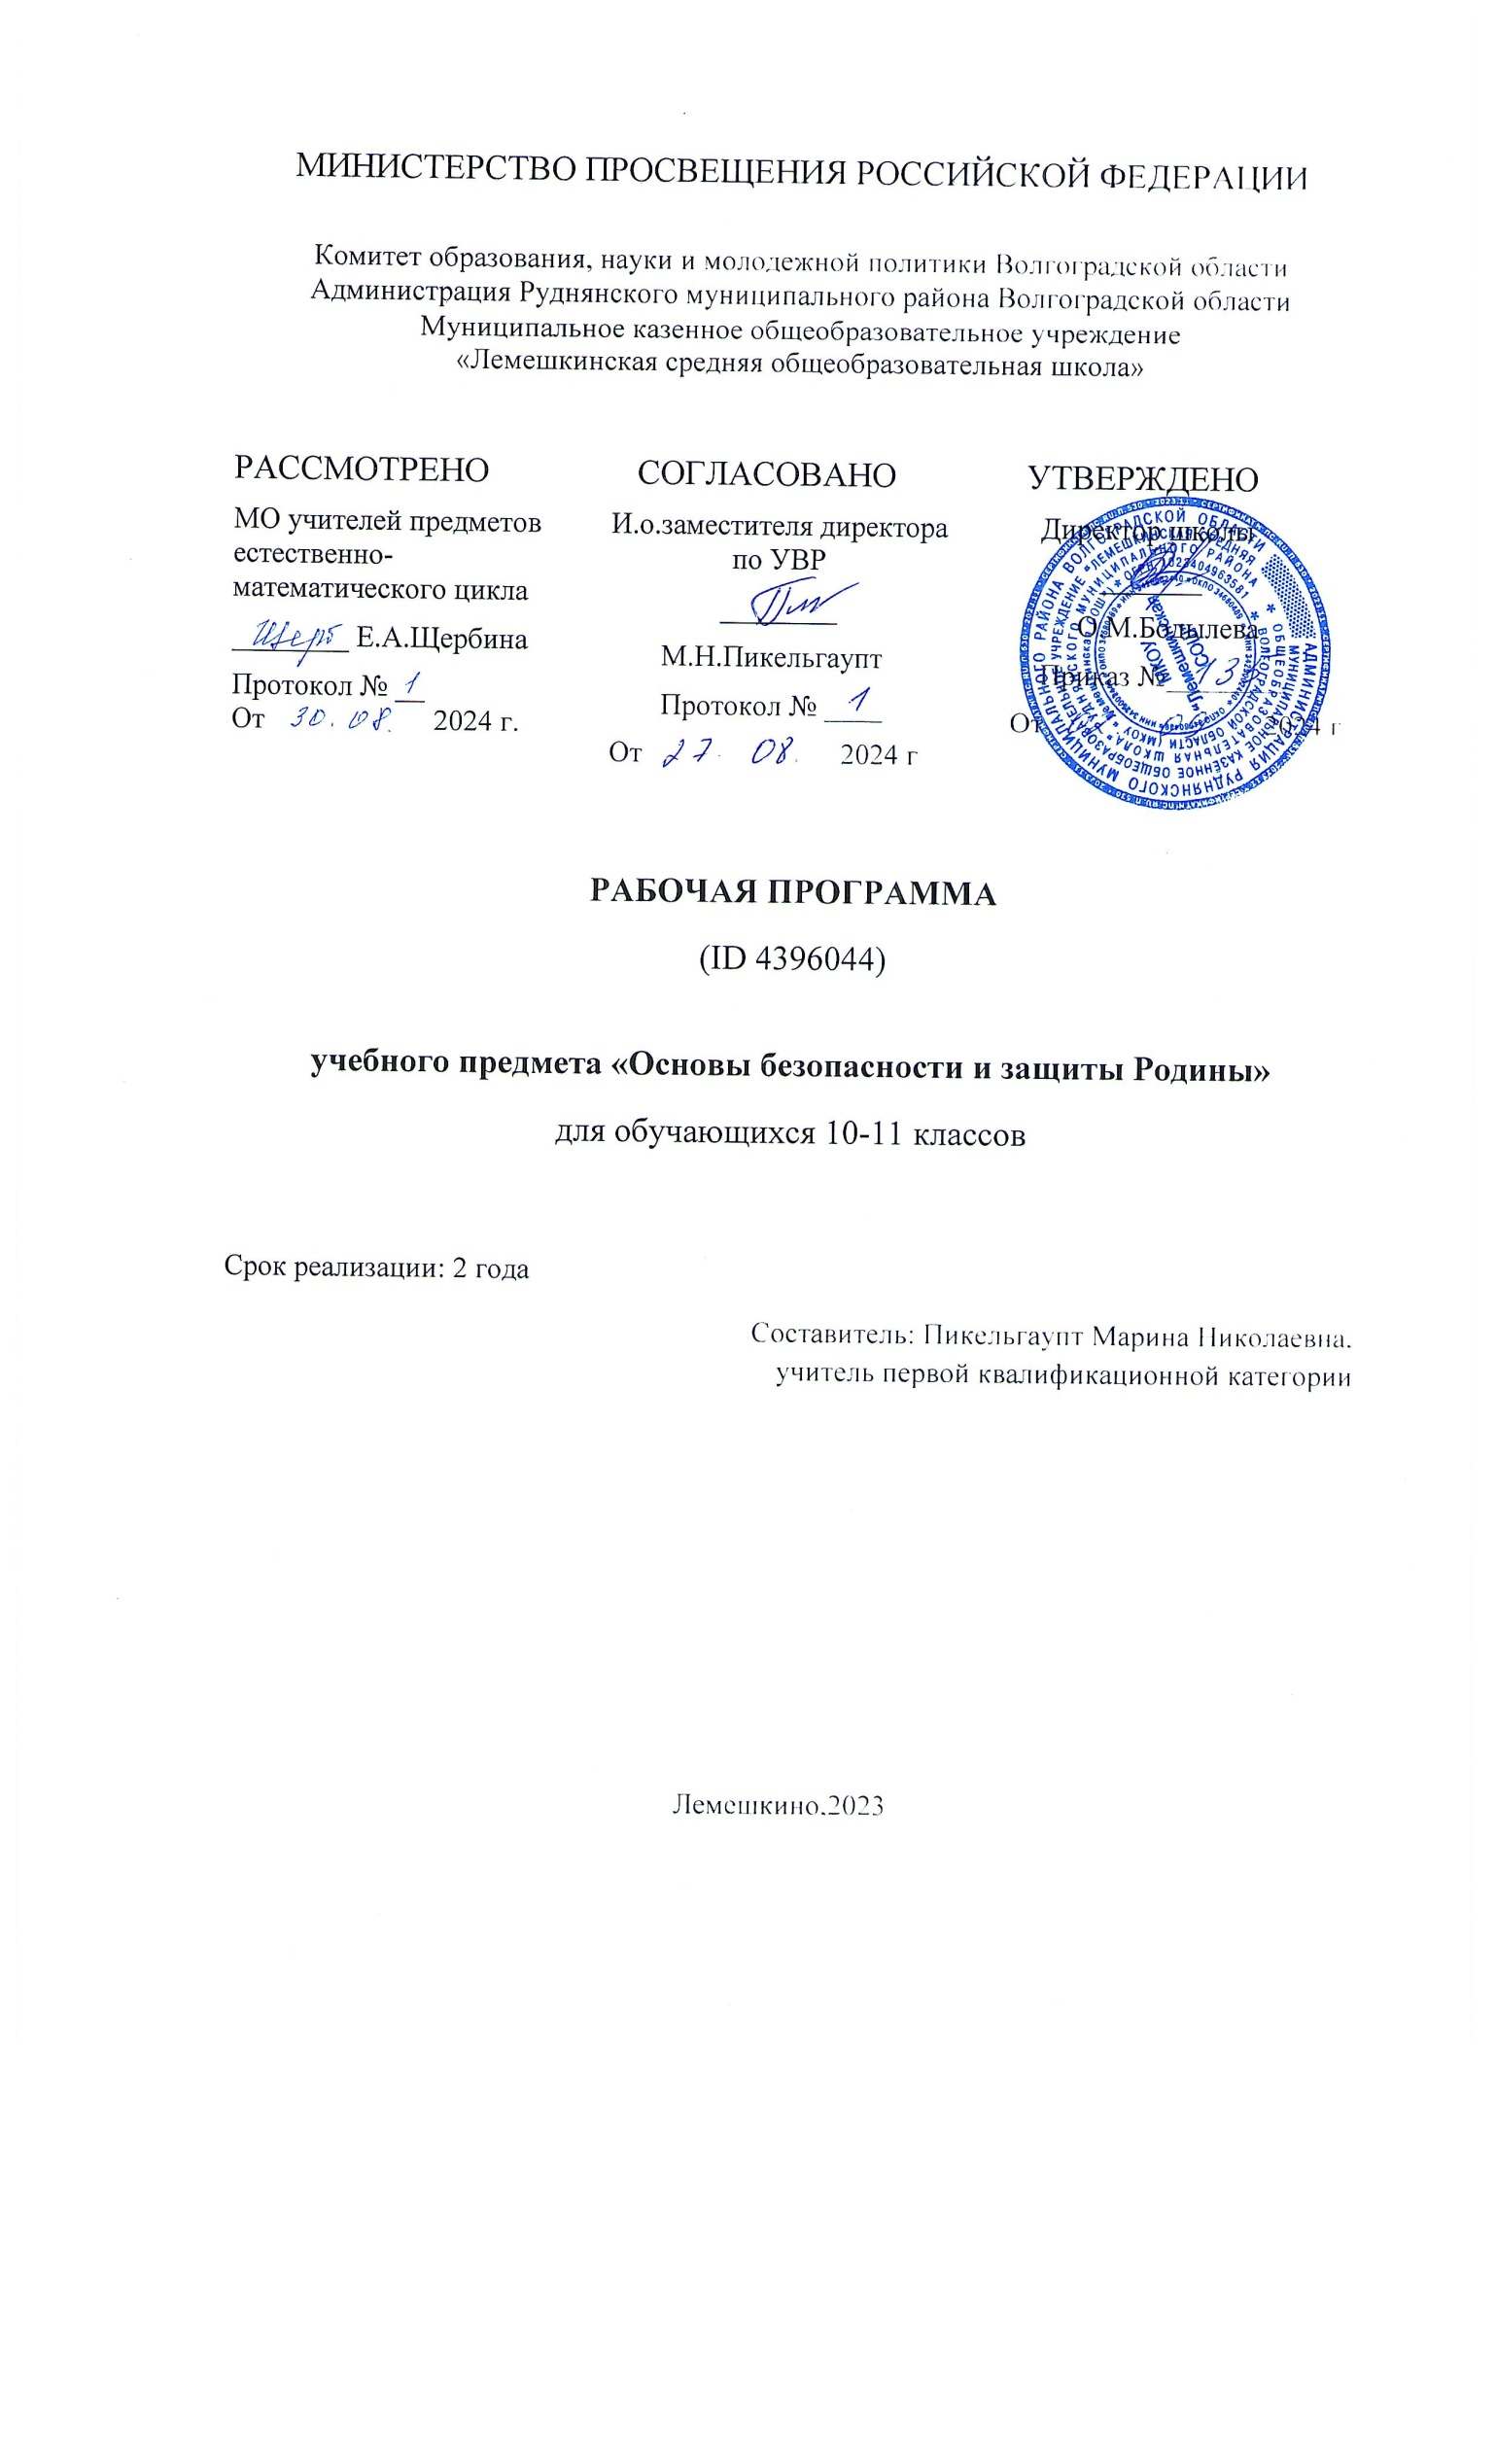 МИНИСТЕРСТВО ПРОСВЕЩЕНИЯ РОССИЙСКОЙ ФЕДЕРАЦИИ
Комитет образования, науки и молодежной политики Волгоградской области
Администрация Руднянского муниципального района Волгоградской области
Муниципальное казенное общеобразовательное учреждение
«Лемешкинская средняя общеобразовательная школа»
РАССМОТРЕНО
МО учителей предметов
естественно-
математического цикла
Щерб Е.А.Щербина
Протокол № 1
От 30.08. 2024 г.
СОГЛАСОВАНО
И.о.заместителя директора
по УВР
М.Н.Пикельгаупт
Протокол № 1
От 27. 08. 2024 г
УТВЕРЖДЕНО
Директор школы
Приказ №
От 2024 г
РАБОЧАЯ ПРОГРАММА
(ID 4396044)
учебного предмета «Основы безопасности и защиты Родины»
для обучающихся 10-11 классов
Срок реализации: 2 года
Составитель: Пикельгаупт Марина Николаевна.
учитель первой квалификационной категории
Лемешкино.2023